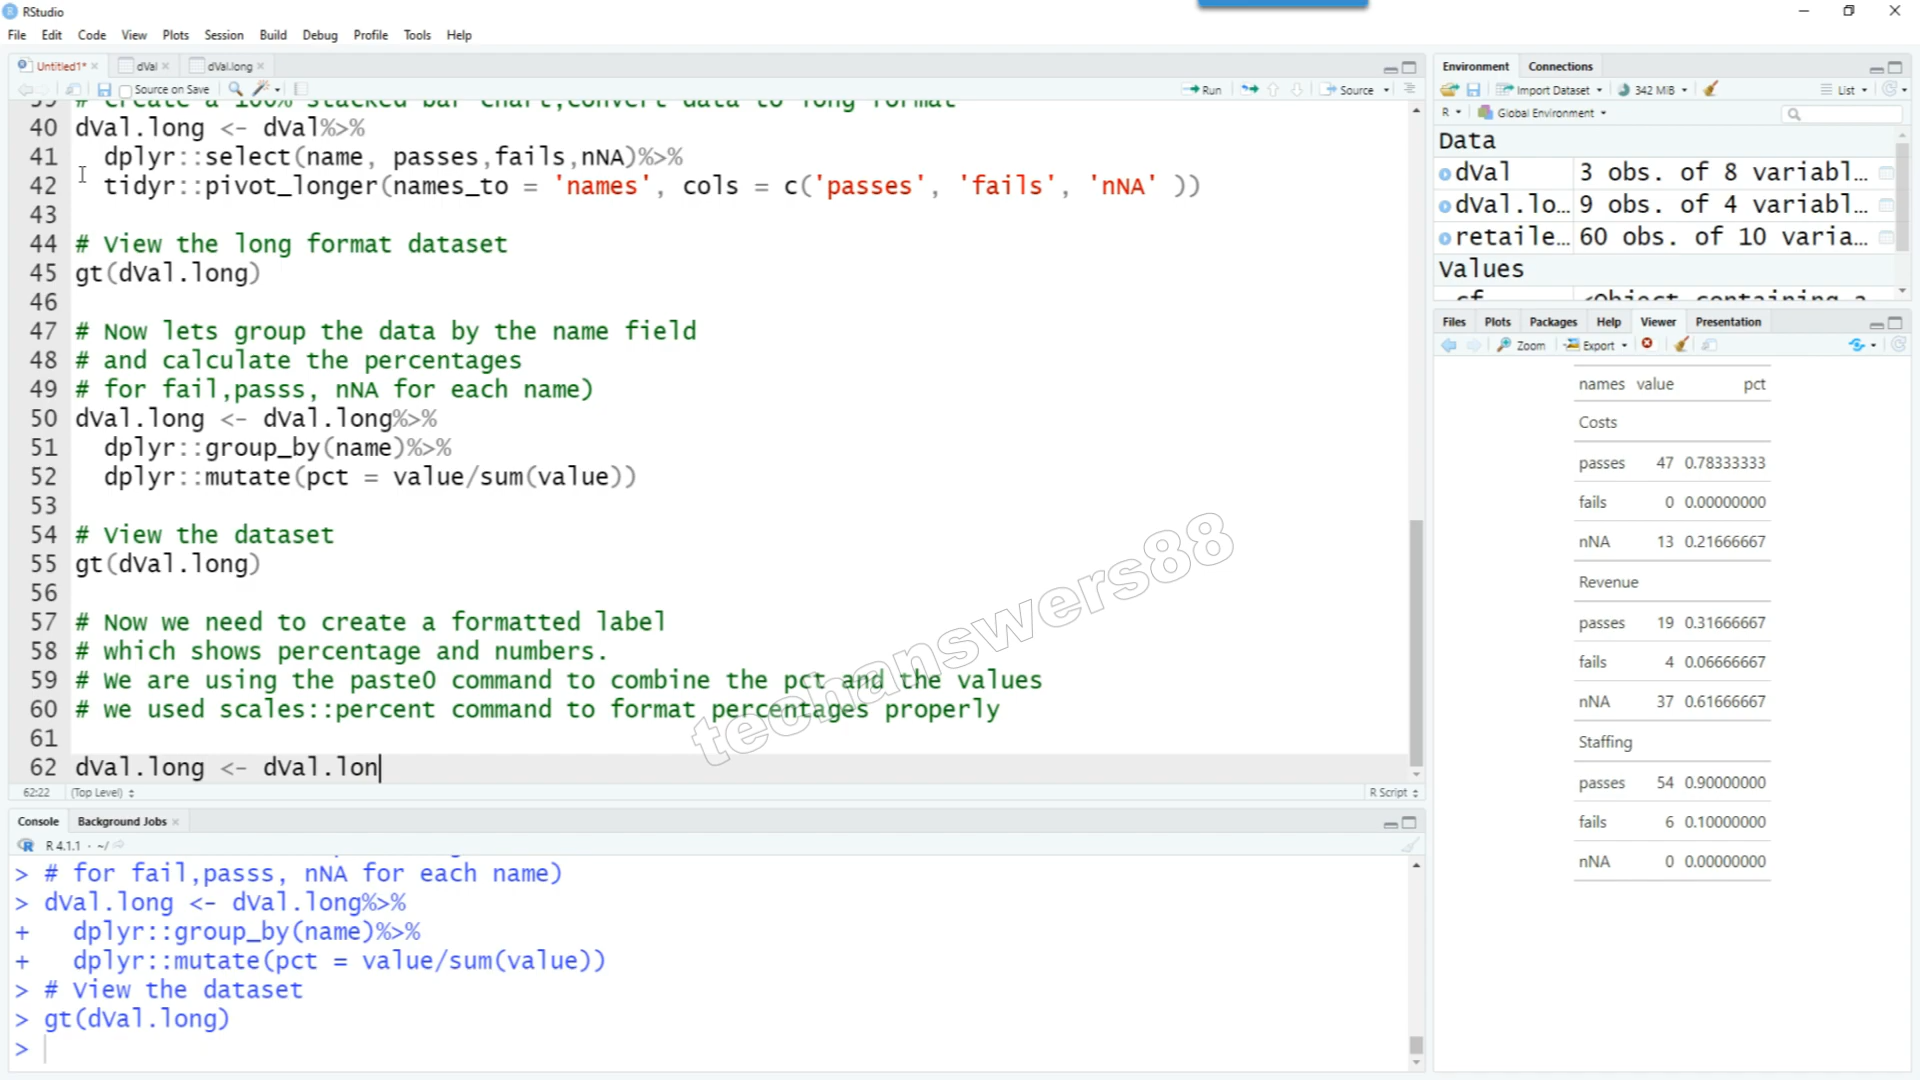 RStudio
File Edit Code View Plots Session Build Debug Profile Tools Help
Untitled1* dVal dVal.long
Source on Save Run Source
39 # Create a 100% stacked bar chart,convert data to long format
40 dVal.long <- dVal%>%
41 dplyr::select(name, passes,fails,nNA)%>%
42 tidyr::pivot_longer(names_to = 'names', cols = c('passes', 'fails', 'nNA' ))
43
44 # View the long format dataset
45 gt(dVal.long)
46
47 # Now lets group the data by the name field
48 # and calculate the percentages
49 # for fail,passs, nNA for each name)
50 dVal.long <- dVal.long%>%
51 dplyr::group_by(name)%>%
52 dplyr::mutate(pct = value/sum(value))
53
54 # View the dataset
55 gt(dVal.long)
56
57 # Now we need to create a formatted label
58 # which shows percentage and numbers.
59 # We are using the paste0 command to combine the pct and the values
60 # we used scales::percent command to format percentages properly
61
62 dVal.long <- dVal.lon
techanswers88
62:22 (Top Level) R Script
Console Background Jobs
R 4.1.1 · ~/
> # for fail,passs, nNA for each name)
> dVal.long <- dVal.long%>%
+ dplyr::group_by(name)%>%
+ dplyr::mutate(pct = value/sum(value))
> # View the dataset
> gt(dVal.long)
>
Environment Connections
Import Dataset 342 MiB List
R Global Environment
Data
dVal 3 obs. of 8 variabl…
dVal.lo… 9 obs. of 4 variabl…
retaile… 60 obs. of 10 varia…
Values
cf <Object containing a
Files Plots Packages Help Viewer Presentation
Zoom Export
names value pct
Costs
passes 47 0.78333333
fails 0 0.00000000
nNA 13 0.21666667
Revenue
passes 19 0.31666667
fails 4 0.06666667
nNA 37 0.61666667
Staffing
passes 54 0.90000000
fails 6 0.10000000
nNA 0 0.00000000